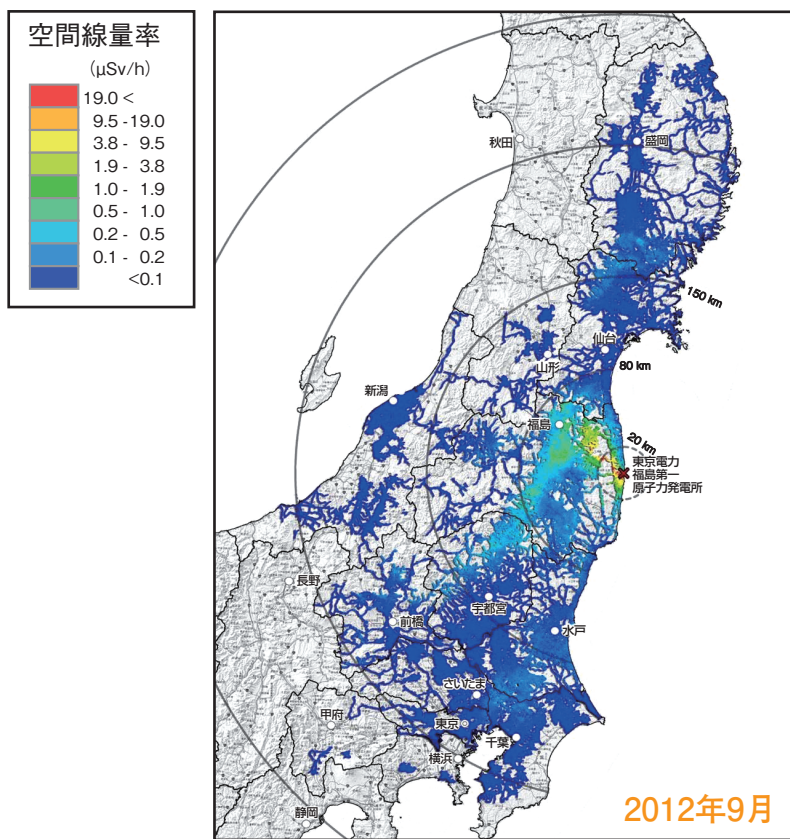 空間線量率
(μSv/h)
19.0 <
9.5 -19.0
3.8 - 9.5
1.9 - 3.8
1.0 - 1.9
0.5 - 1.0
0.2 - 0.5
0.1 - 0.2
<0.1
秋田
盛岡
150 km
仙台
山形
80 km
新潟
福島
20 km
東京電力
福島第一
原子力発電所
長野
宇都宮
前橋
水戸
さいたま
甲府
東京
千葉
横浜
静岡
2012年9月